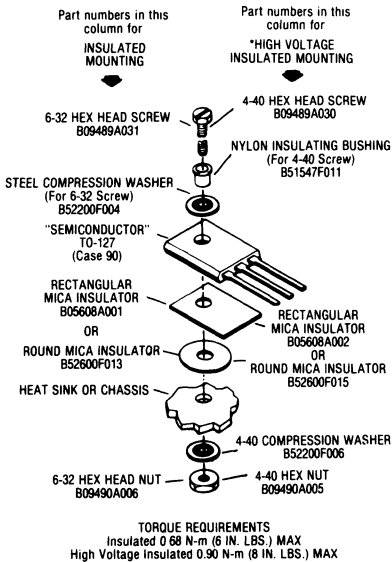 Part numbers in this
column for
INSULATED
MOUNTING
Part numbers in this
column for
*HIGH VOLTAGE
INSULATED MOUNTING
6-32 HEX HEAD SCREW
B09489A031
4-40 HEX HEAD SCREW
B09489A030
NYLON INSULATING BUSHING
(For 4-40 Screw)
B51547F011
STEEL COMPRESSION WASHER
(For 6-32 Screw)
B52200F004
"SEMICONDUCTOR"
TO-127
(Case 90)
RECTANGULAR
MICA INSULATOR
B05608A001
OR
ROUND MICA INSULATOR
B52600F013
RECTANGULAR
MICA INSULATOR
B05608A002
OR
ROUND MICA INSULATOR
B52600F015
HEAT SINK OR CHASSIS
4-40 COMPRESSION WASHER
B52200F006
6-32 HEX HEAD NUT
B09490A006
4-40 HEX NUT
B09490A005
TORQUE REQUIREMENTS
Insulated 0 68 N-m (6 IN. LBS.) MAX
High Voltage Insulated 0.90 N-m (8 IN. LBS.) MAX